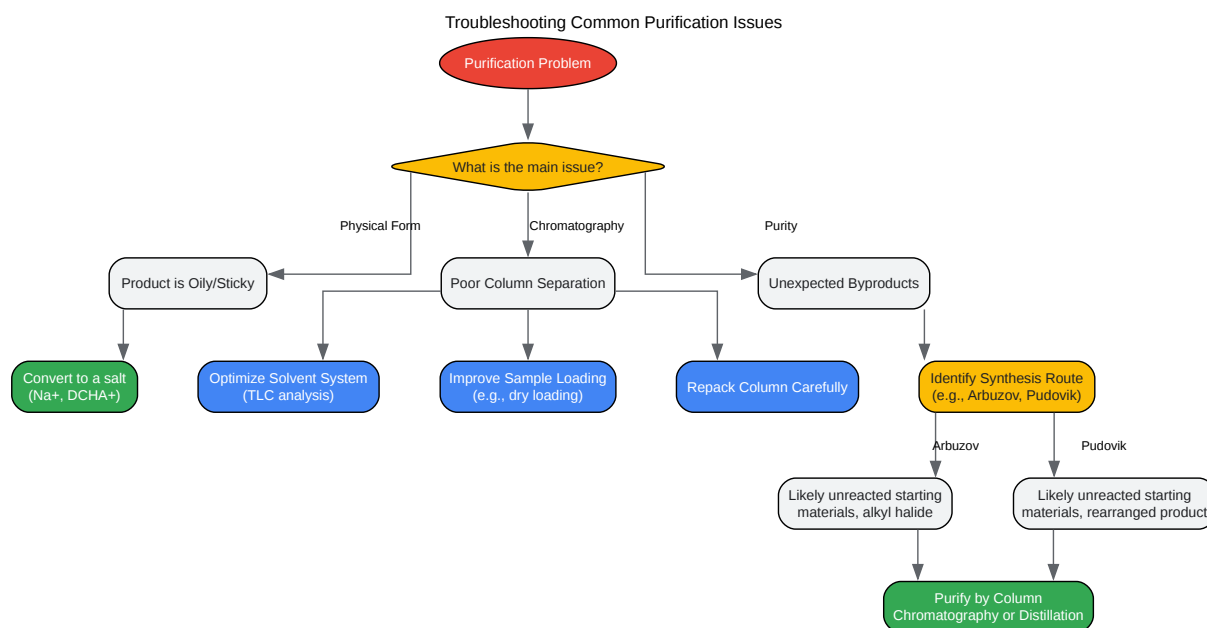 Troubleshooting Common Purification Issues
Purification Problem
What is the main issue?
Physical Form
Chromatography
Purity
Product is Oily/Sticky
Poor Column Separation
Unexpected Byproducts
Convert to a salt
(Na+, DCHA+)
Optimize Solvent System
(TLC analysis)
Improve Sample Loading
(e.g., dry loading)
Repack Column Carefully
Identify Synthesis Route
(e.g., Arbuzov, Pudovik)
Arbuzov
Pudovik
Likely unreacted starting
materials, alkyl halide
Likely unreacted starting
materials, rearranged product
Purify by Column
Chromatography or Distillation